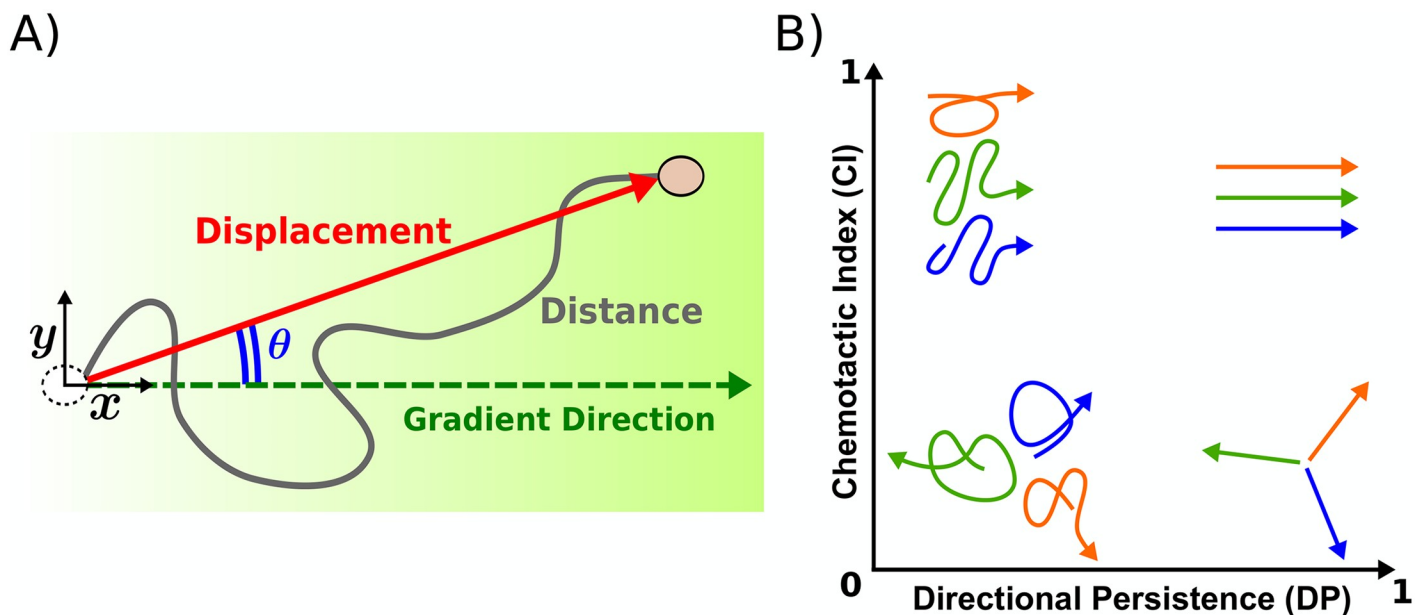 A)
Displacement
θ
Distance
y
x
Gradient Direction
B)
1
Chemotactic Index (CI)
0
Directional Persistence (DP)
1